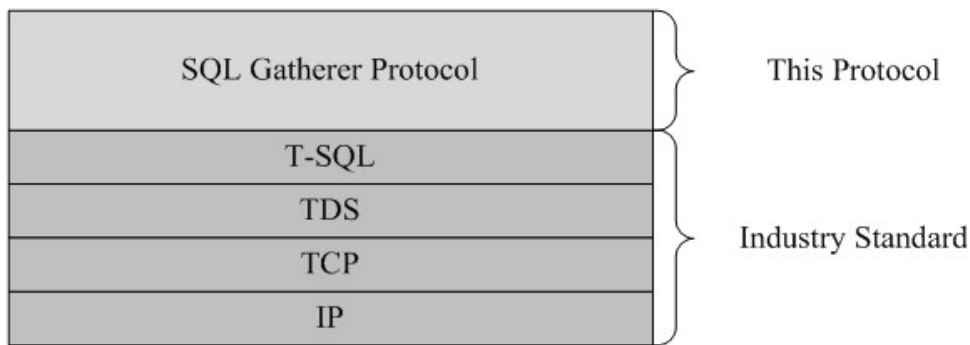 SQL Gatherer Protocol
This Protocol
T-SQL
TDS
TCP
IP
Industry Standard